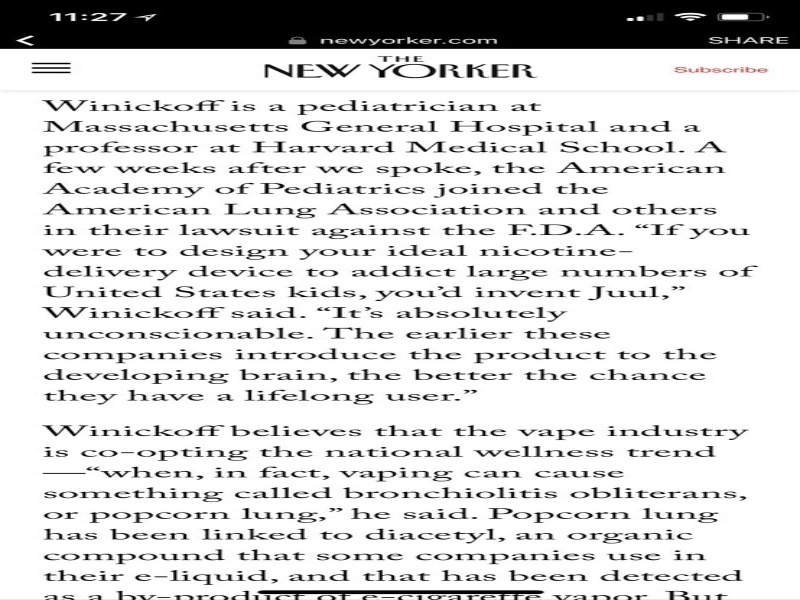 11:27
newyorker.com
SHARE
THE
NEW YORKER
Subscribe
Winickoff is a pediatrician at
Massachusetts General Hospital and a
professor at Harvard Medical School. A
few weeks after we spoke, the American
Academy of Pediatrics joined the
American Lung Association and others
in their lawsuit against the F.D.A. “If you
were to design your ideal nicotine-
delivery device to addict large numbers of
United States kids, you’d invent Juul,”
Winickoff said. “It’s absolutely
unconscionable. The earlier these
companies introduce the product to the
developing brain, the better the chance
they have a lifelong user.”
Winickoff believes that the vape industry
is co-opting the national wellness trend
—“when, in fact, vaping can cause
something called bronchiolitis obliterans,
or popcorn lung,” he said. Popcorn lung
has been linked to diacetyl, an organic
compound that some companies use in
their e-liquid, and that has been detected
as a by-product of e-cigarette vapor. But